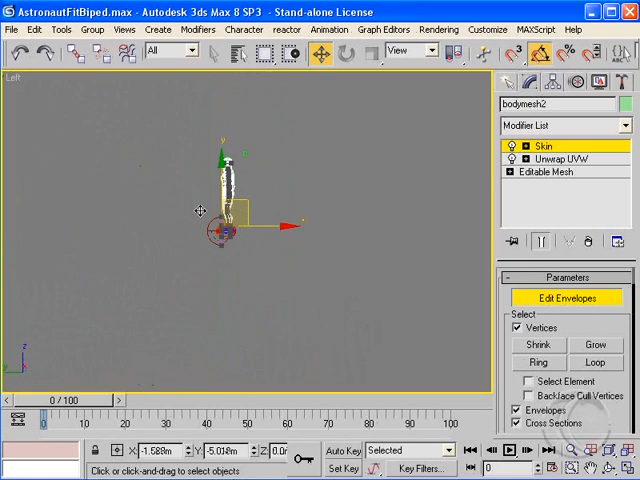 AstronautFitBiped.max - Autodesk 3ds Max 8 SP3 - Stand-alone License
File Edit Tools Group Views Create Modifiers Character reactor Animation Graph Editors Rendering Customize MAXScript Help
All View
Left
y
bodymesh2
Modifier List
Skin
Unwrap UVW
Editable Mesh
Parameters
Edit Envelopes
Select
Vertices
Shrink Grow
Ring Loop
Select Element
Backface Cull Vertices
Envelopes
Cross Sections
z
0 / 100
0 10 20 30 40 50 60 70 80 90 100
X: -1.588m Y: -5.018m Z: 0.0
Auto Key Selected
Click or click-and-drag to select objects
Set Key Key Filters... 0